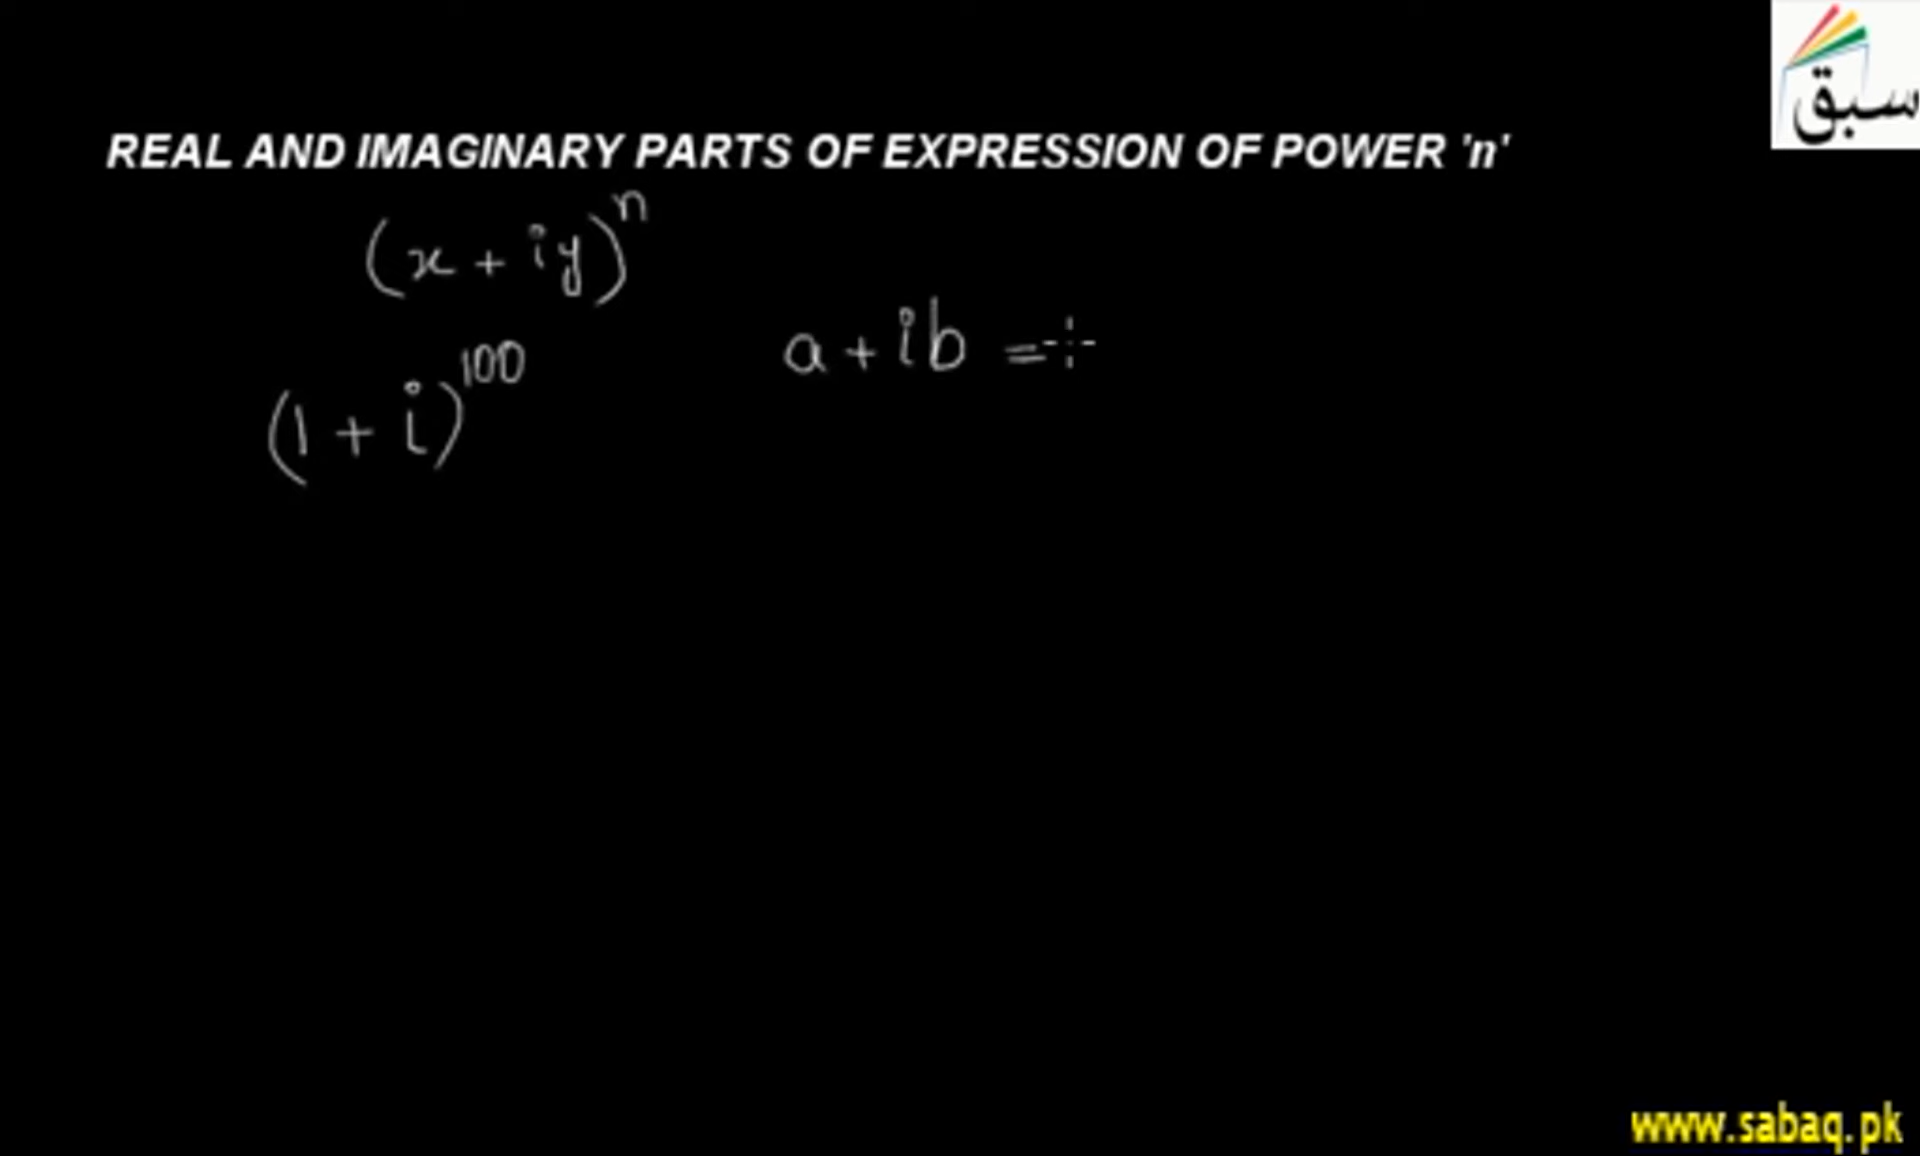 سبق
REAL AND IMAGINARY PARTS OF EXPRESSION OF POWER 'n'
(x + iy)ⁿ
a + ib =
(1 + i)¹⁰⁰
www.sabaq.pk